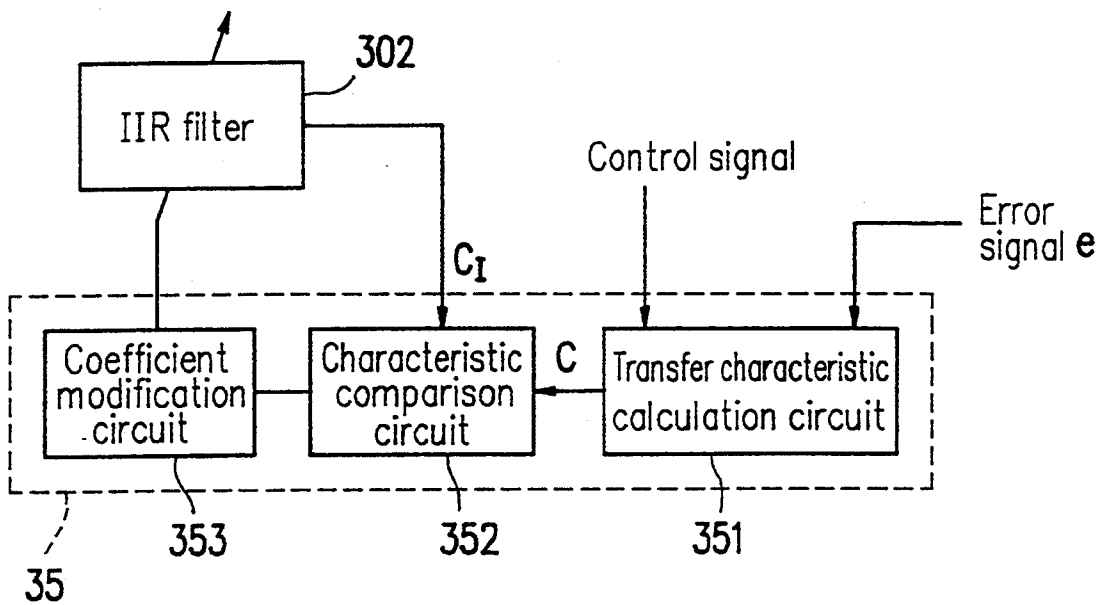 302
IIR filter
Control signal
Error
signal e
C_I
Coefficient
modification
circuit
Characteristic
comparison
circuit
C
Transfer characteristic
calculation circuit
353
352
351
35